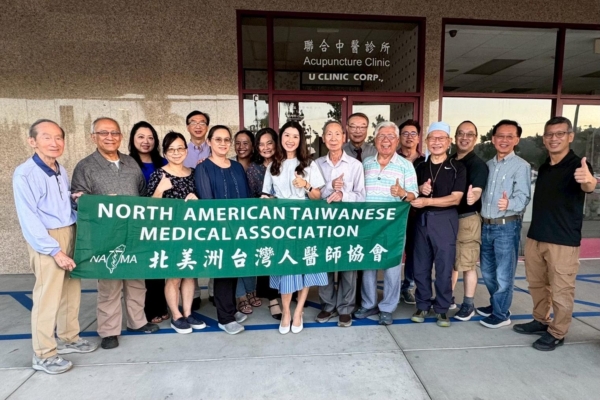 聯合中醫診所
Acupuncture Clinic
U CLINIC CORP.,
NORTH AMERICAN TAIWANESE
MEDICAL ASSOCIATION
NATMA 北美洲台灣人醫師協會